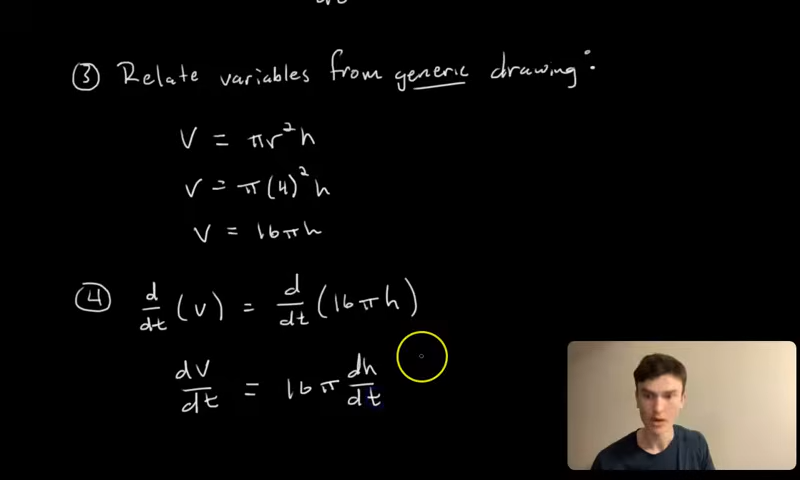 ③ Relate variables from generic drawing:
V = πr²h
V = π(4)²h
V = 16πh
④ d/dt (V) = d/dt (16πh)
dV/dt = 16π dh/dt